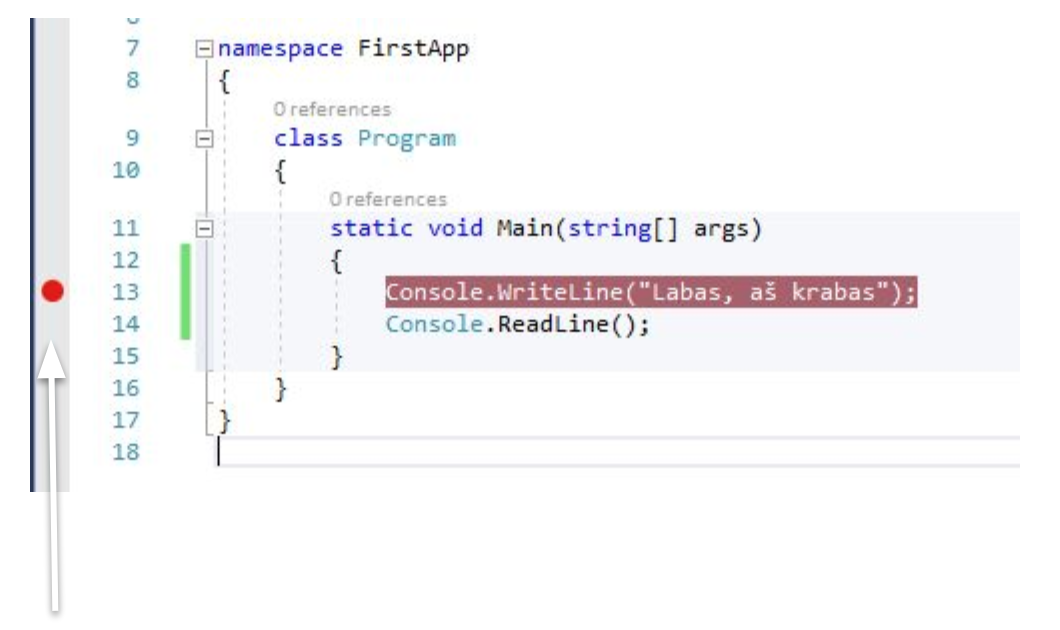 7 namespace FirstApp
8 {
0 references
9 class Program
10 {
0 references
11 static void Main(string[] args)
12 {
13 Console.WriteLine("Labas, aš krabas");
14 Console.ReadLine();
15 }
16 }
17 }
18